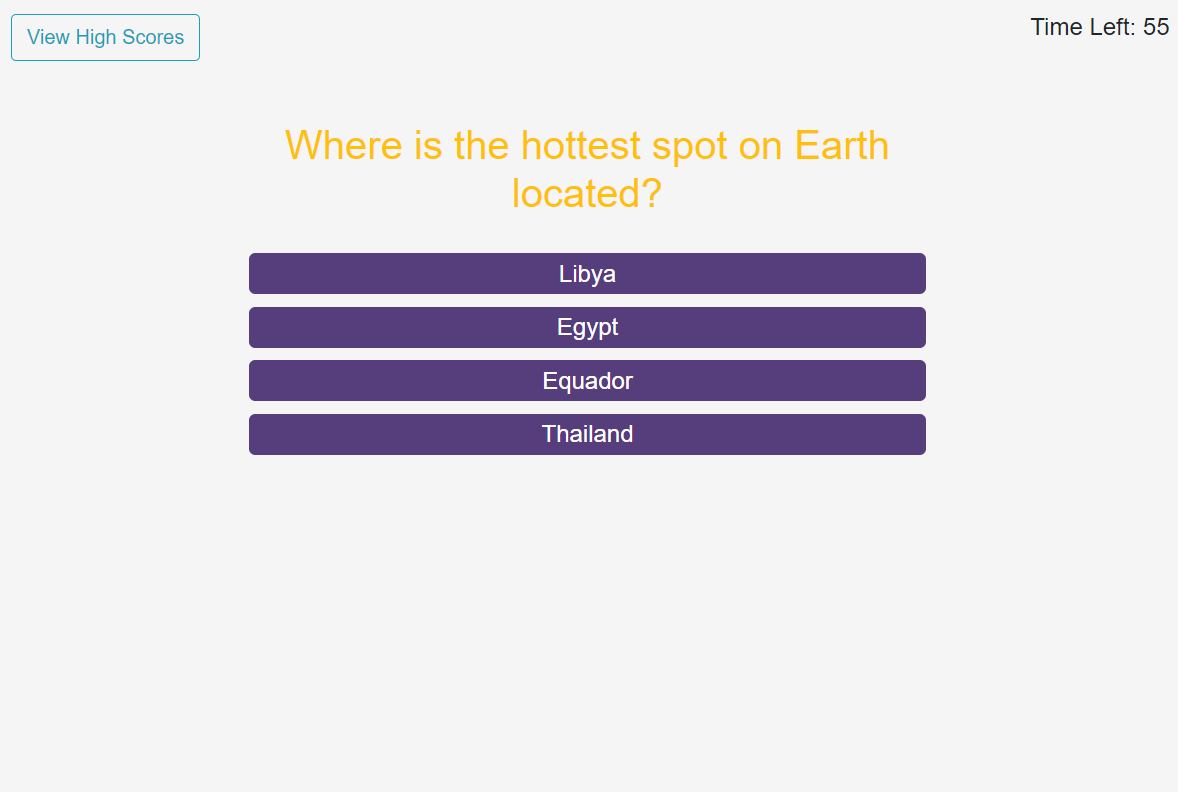 View High Scores
Time Left: 55
Where is the hottest spot on Earth
located?
Libya
Egypt
Equador
Thailand